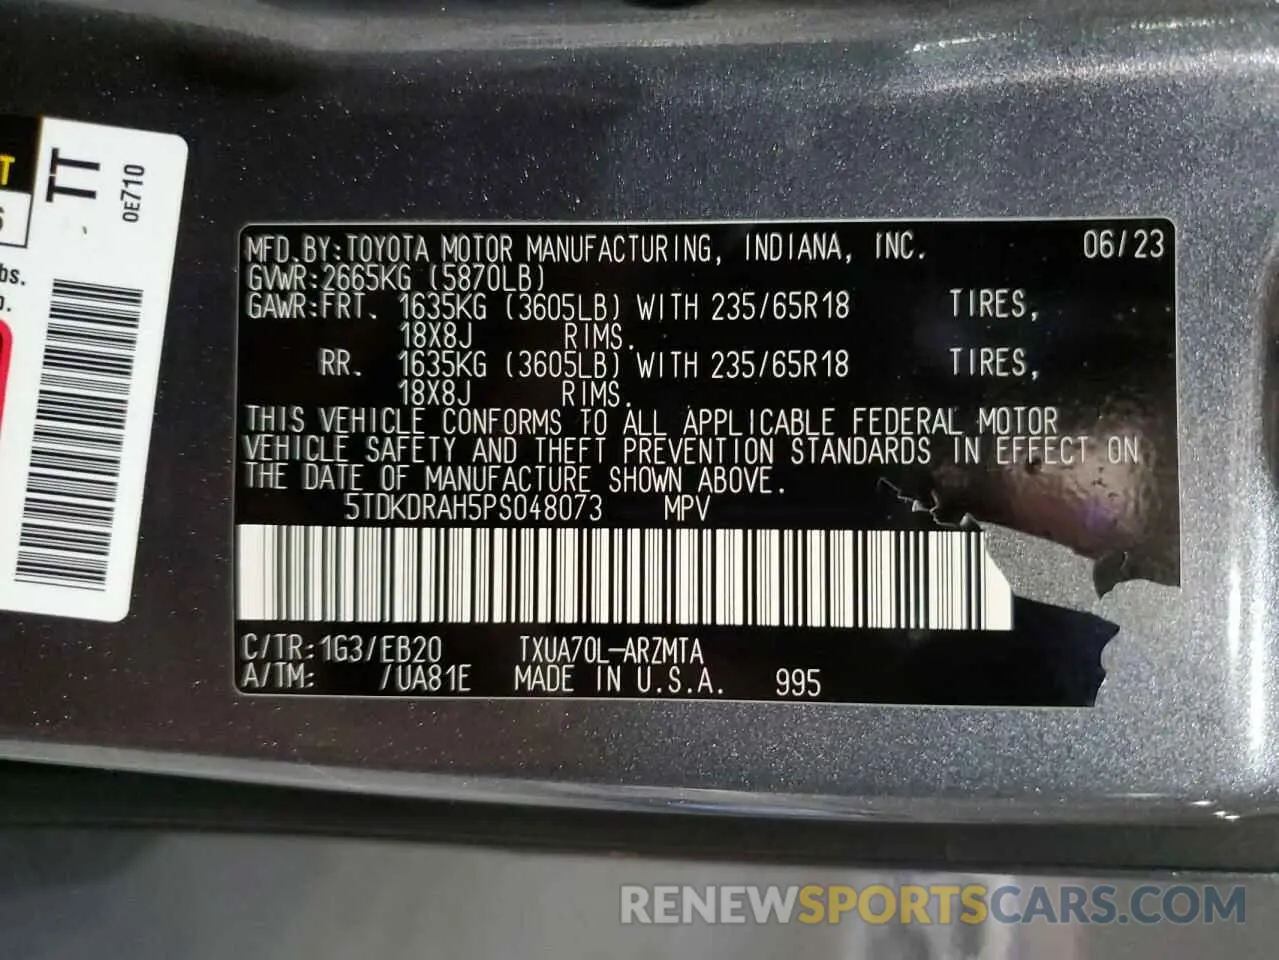 TT
0E710
T
bs.
MFD.BY:TOYOTA MOTOR MANUFACTURING, INDIANA, INC. 06/23
GVWR:2665KG (5870LB)
GAWR:FRT. 1635KG (3605LB) WITH 235/65R18 TIRES,
18X8J RIMS.
RR. 1635KG (3605LB) WITH 235/65R18 TIRES,
18X8J RIMS.
THIS VEHICLE CONFORMS TO ALL APPLICABLE FEDERAL MOTOR
VEHICLE SAFETY AND THEFT PREVENTION STANDARDS IN EFFECT ON
THE DATE OF MANUFACTURE SHOWN ABOVE.
5TDKDRAH5PS048073 MPV
C/TR:1G3/EB20 TXUA70L-ARZMTA
A/TM: /UA81E MADE IN U.S.A. 995
RENEWSPORTSCARS.COM